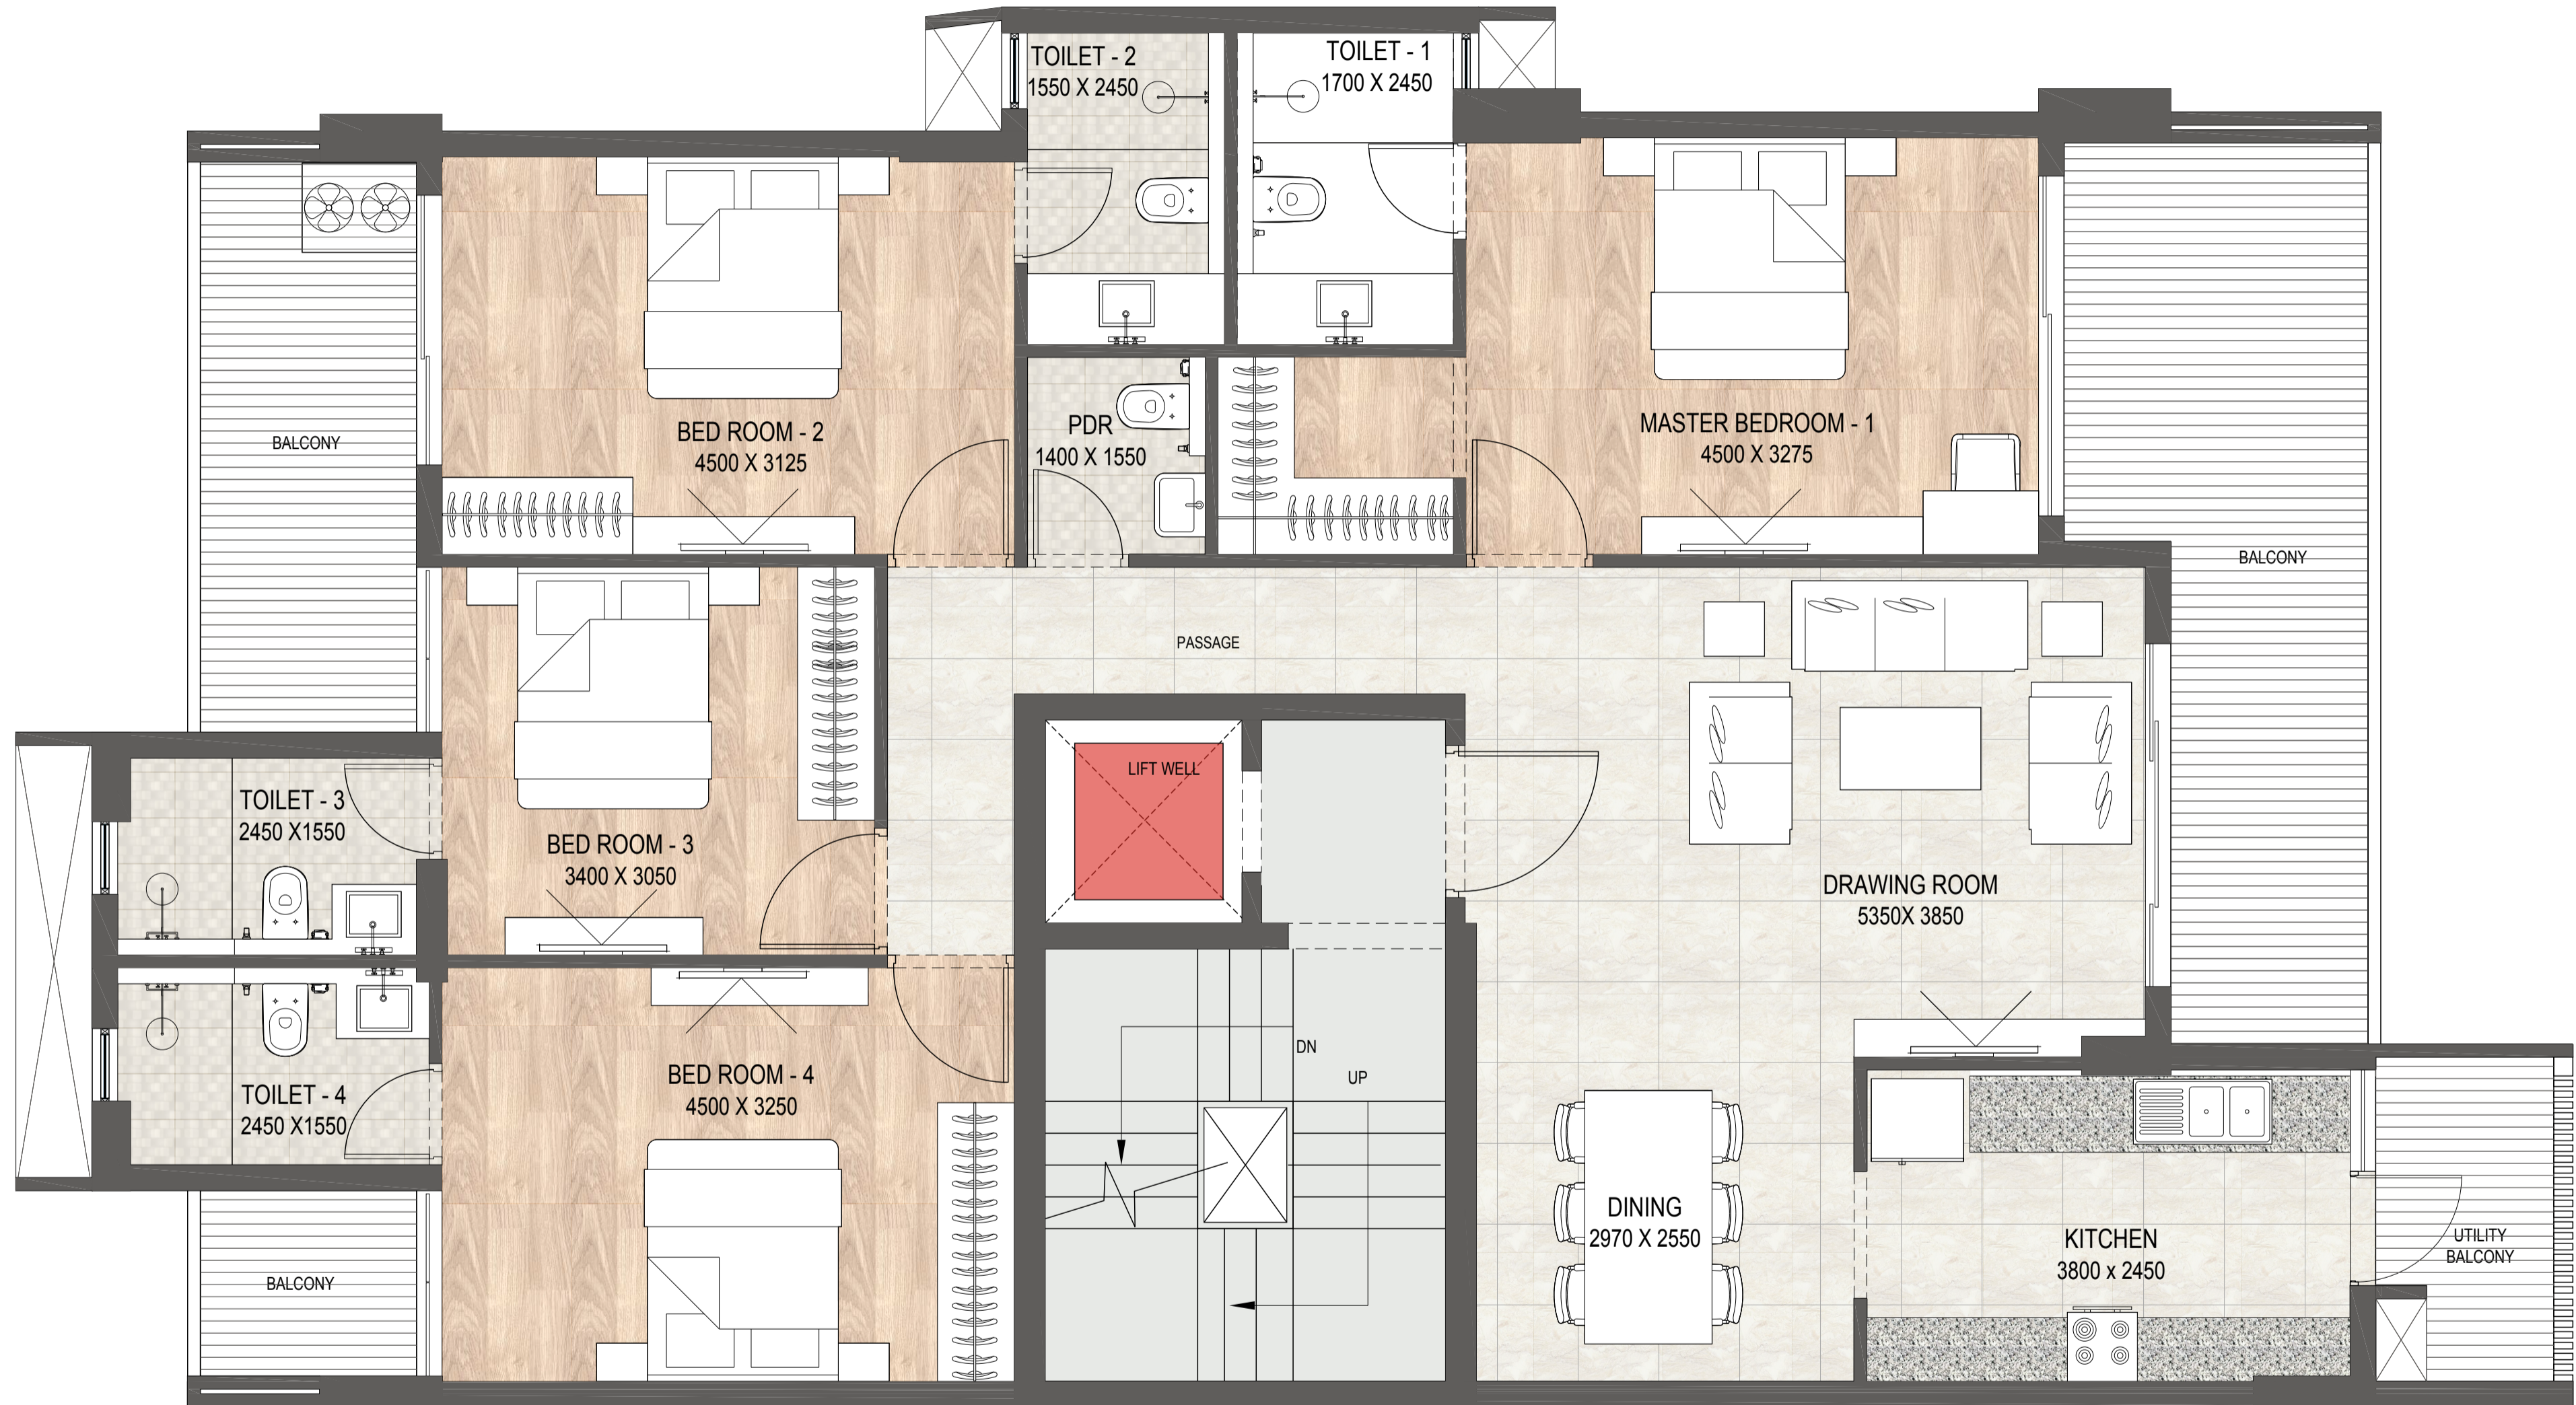 TOILET - 2
1550 X 2450
TOILET - 1
1700 X 2450
BALCONY
BED ROOM - 2
4500 X 3125
PDR
1400 X 1550
MASTER BEDROOM - 1
4500 X 3275
BALCONY
PASSAGE
LIFT WELL
TOILET - 3
2450 X1550
BED ROOM - 3
3400 X 3050
DRAWING ROOM
5350X 3850
DN
UP
TOILET - 4
2450 X1550
BED ROOM - 4
4500 X 3250
DINING
2970 X 2550
KITCHEN
3800 x 2450
UTILITY
BALCONY
BALCONY